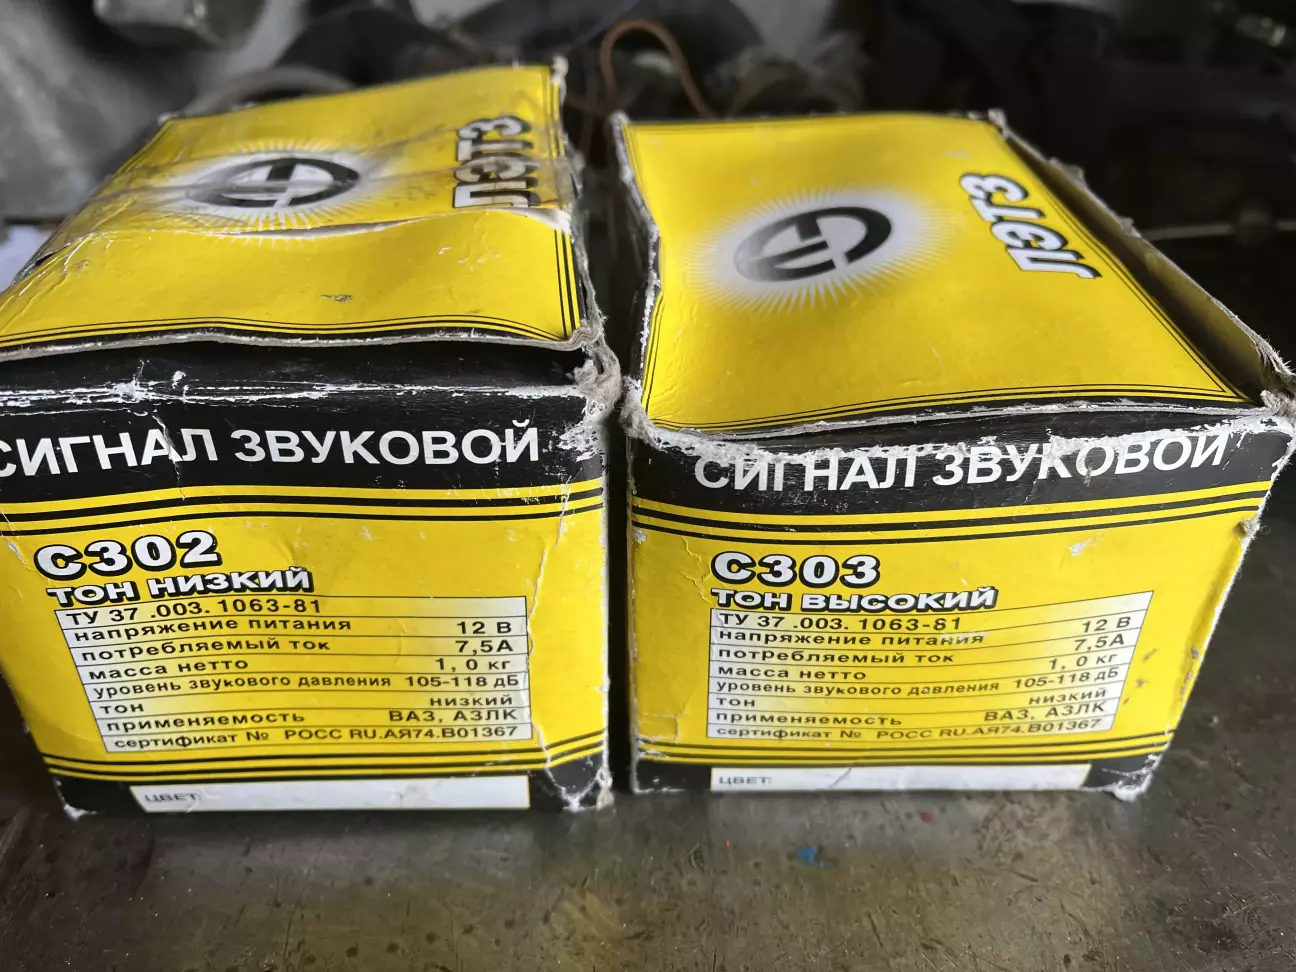 ЛЭТЗ
СИГНАЛ ЗВУКОВОЙ
С302
ТОН НИЗКИЙ
ТУ 37 .003. 1063-81
напряжение питания 12 В
потребляемый ток 7,5А
масса нетто 1, 0 кг
уровень звукового давления 105-118 дБ
тон низкий
применяемость ВАЗ, АЗЛК
сертификат № РОСС RU.АЯ74.В01367
ЦВЕТ
ЛЭТЗ
СИГНАЛ ЗВУКОВОЙ
С303
ТОН ВЫСОКИЙ
ТУ 37 .003. 1063-81
напряжение питания 12 В
потребляемый ток 7,5А
масса нетто 1, 0 кг
уровень звукового давления 105-118 дБ
тон низкий
применяемость ВАЗ, АЗЛК
сертификат № РОСС RU.АЯ74.В01367
ЦВЕТ